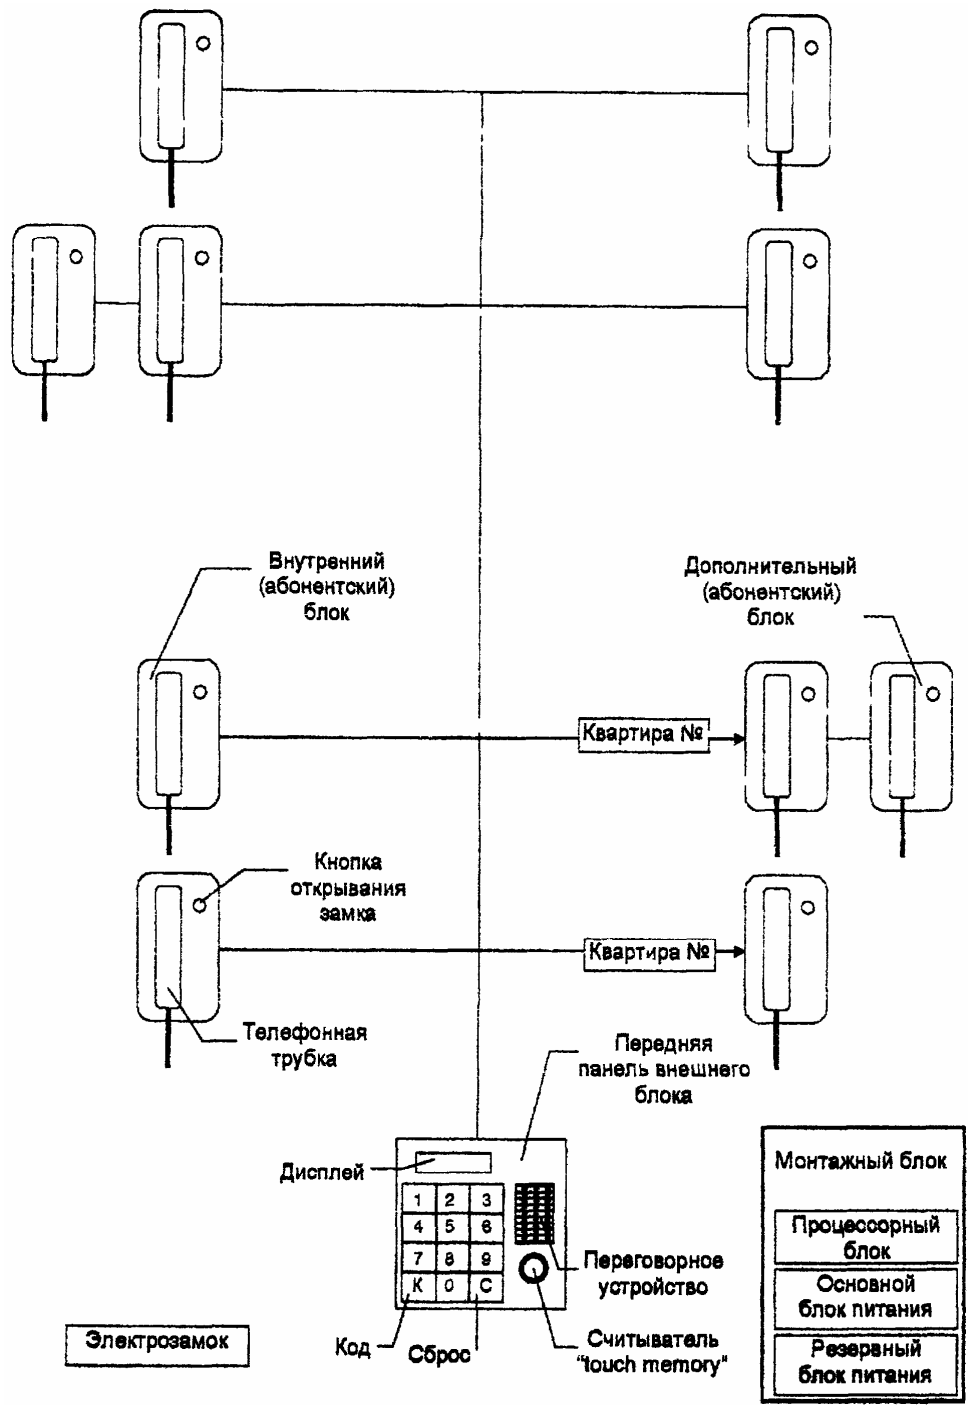 Внутренний
(абонентский)
блок
Дополнительный
(абонентский)
блок
Квартира №
Кнопка
открывания
замка
Квартира №
Телефонная
трубка
Передняя
панель внешнего
блока
Дисплей
1 2 3
4 5 6
7 8 9
К 0 С
Переговорное
устройство
Считыватель
"touch memory"
Код
Сброс
Электрозамок
Монтажный блок
Процессорный
блок
Основной
блок питания
Резервный
блок питания